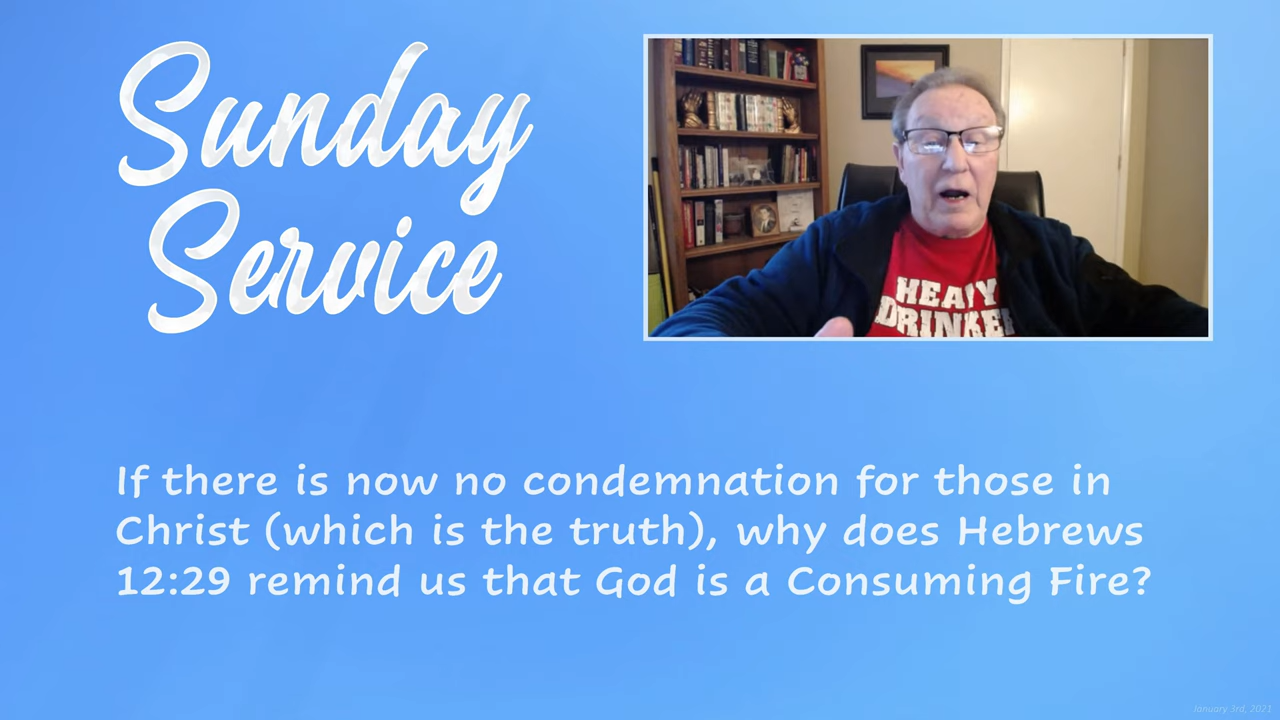 Sunday
Service
HEAVY
DRINKER
If there is now no condemnation for those in
Christ (which is the truth), why does Hebrews
12:29 remind us that God is a Consuming Fire?
January 3rd, 2021